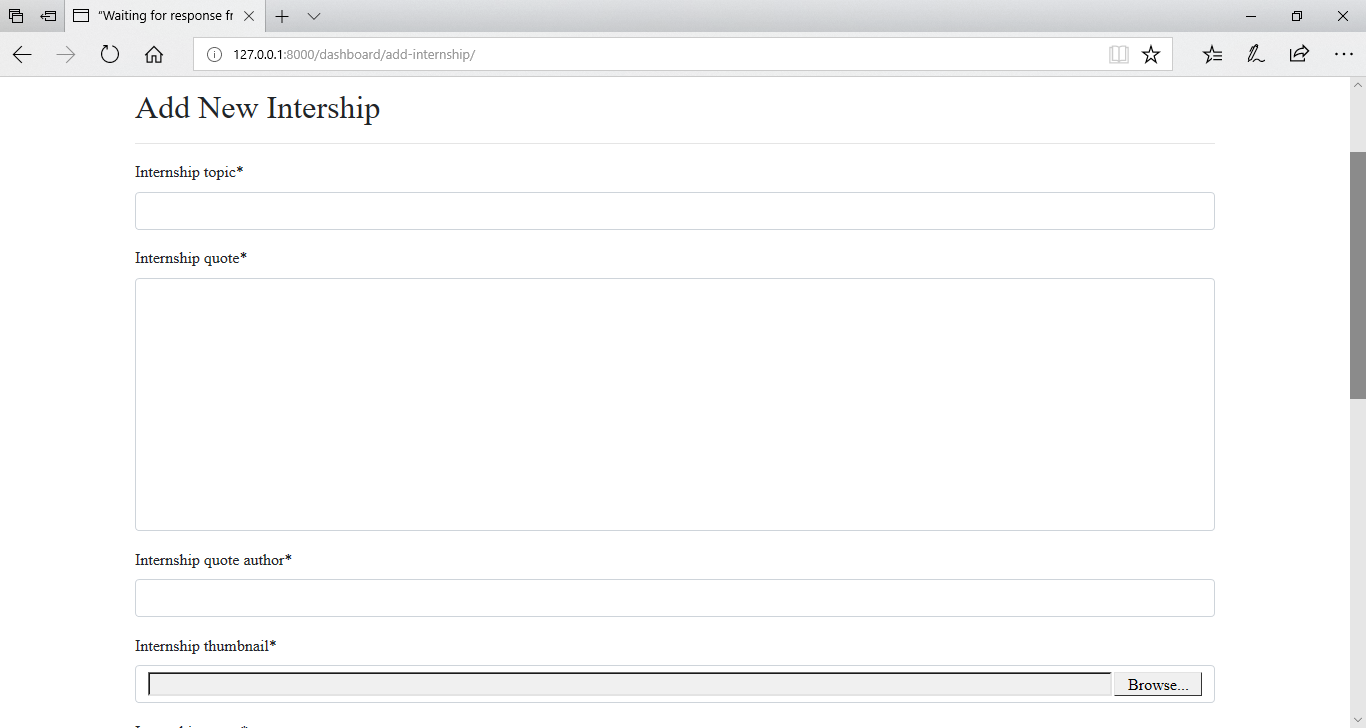 "Waiting for response fr
127.0.0.1:8000/dashboard/add-internship/
Add New Intership
Internship topic*
Internship quote*
Internship quote author*
Internship thumbnail*
Browse...